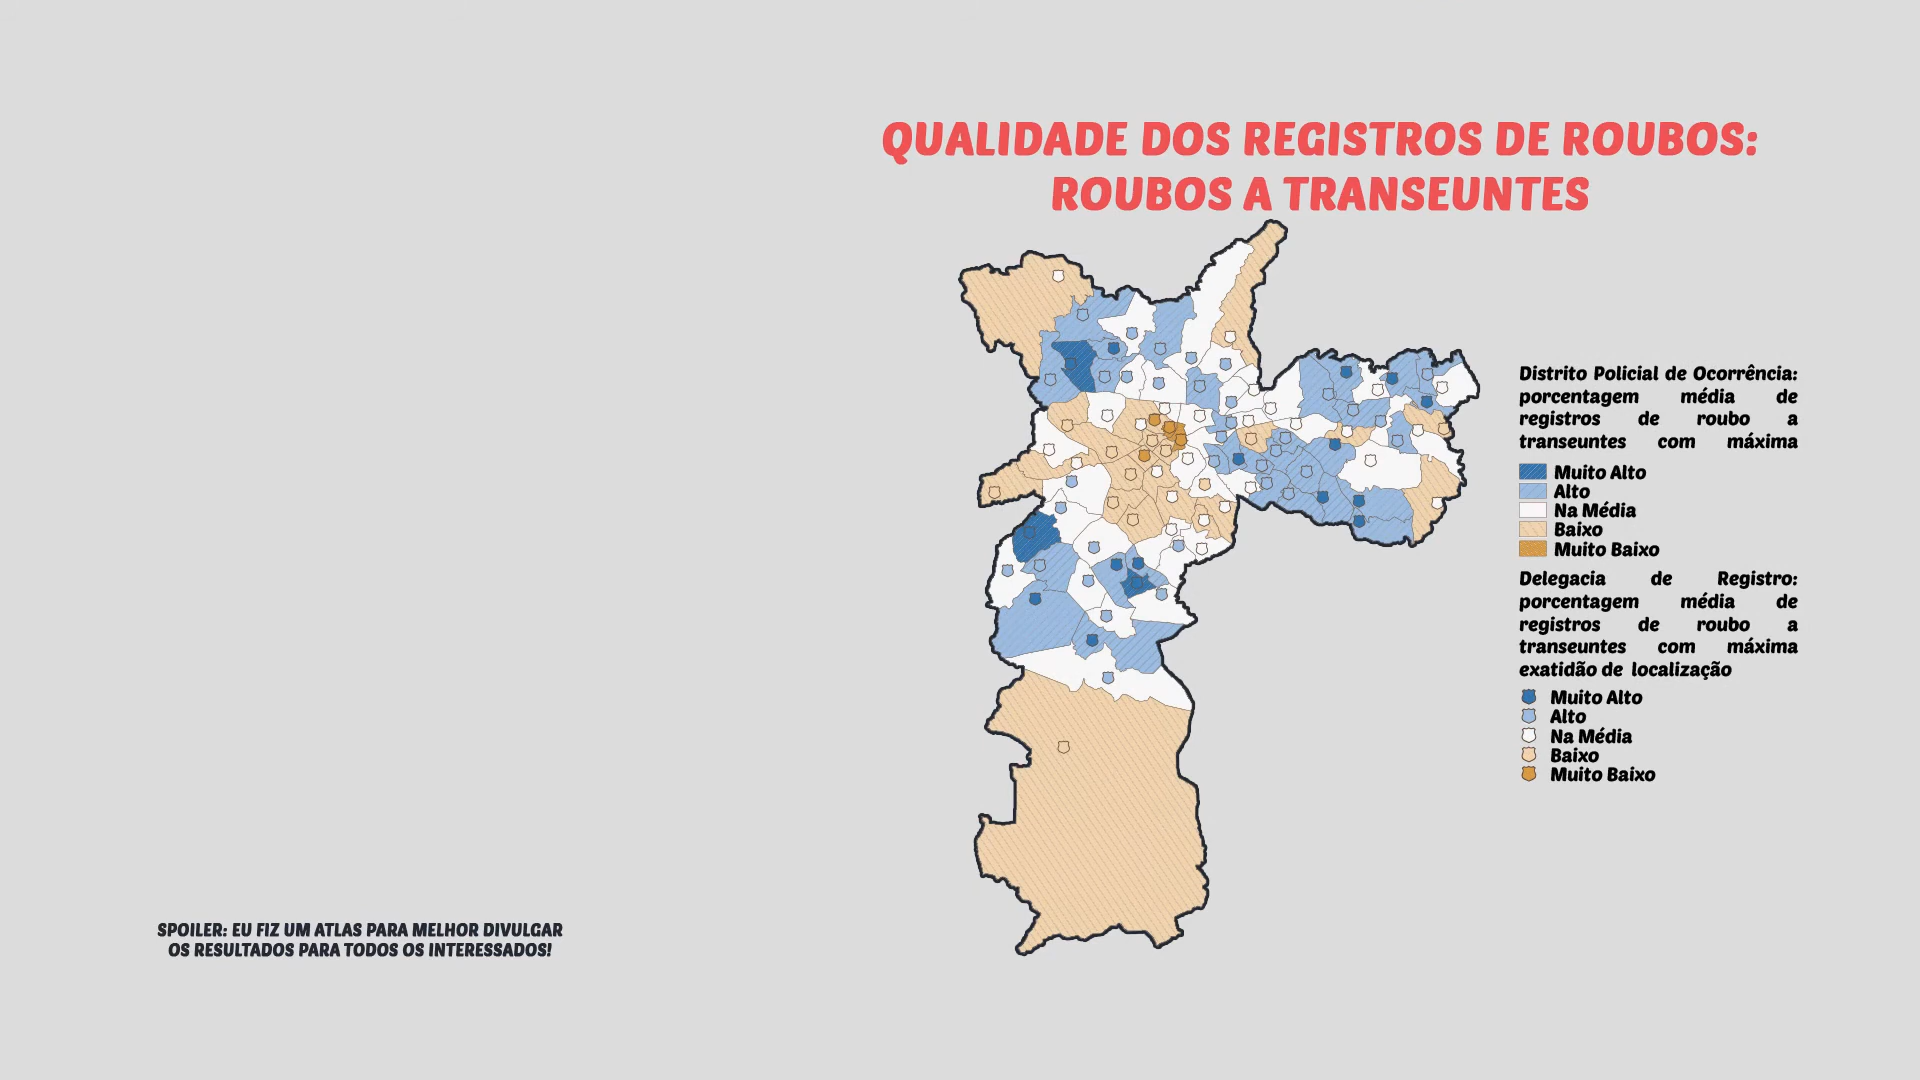 QUALIDADE DOS REGISTROS DE ROUBOS:
ROUBOS A TRANSEUNTES
Distrito Policial de Ocorrência:
porcentagem média de
registros de roubo a
transeuntes com máxima
Muito Alto
Alto
Na Média
Baixo
Muito Baixo
Delegacia de Registro:
porcentagem média de
registros de roubo a
transeuntes com máxima
exatidão de localização
Muito Alto
Alto
Na Média
Baixo
Muito Baixo
SPOILER: EU FIZ UM ATLAS PARA MELHOR DIVULGAR
OS RESULTADOS PARA TODOS OS INTERESSADOS!